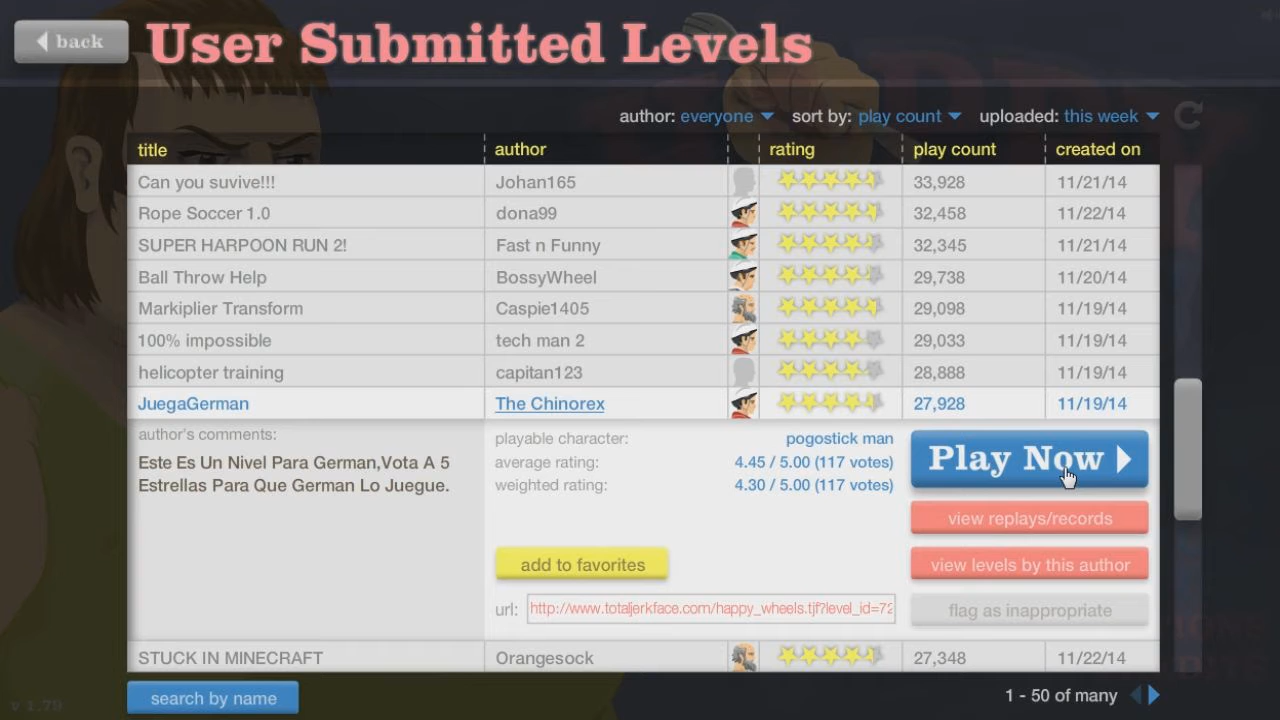 back
User Submitted Levels
author: everyone sort by: play count uploaded: this week
title author rating play count created on
Can you suvive!!! Johan165 33,928 11/21/14
Rope Soccer 1.0 dona99 32,458 11/22/14
SUPER HARPOON RUN 2! Fast n Funny 32,345 11/21/14
Ball Throw Help BossyWheel 29,738 11/20/14
Markiplier Transform Caspie1405 29,098 11/19/14
100% impossible tech man 2 29,033 11/19/14
helicopter training capitan123 28,888 11/19/14
JuegaGerman The Chinorex 27,928 11/19/14
author's comments:
Este Es Un Nivel Para German,Vota A 5
Estrellas Para Que German Lo Juegue.
playable character: pogostick man
average rating: 4.45 / 5.00 (117 votes)
weighted rating: 4.30 / 5.00 (117 votes)
add to favorites
url: http://www.totaljerkface.com/happy_wheels.tjf?level_id=72
Play Now
view replays/records
view levels by this author
flag as inappropriate
STUCK IN MINECRAFT Orangesock 27,348 11/22/14
search by name
1 - 50 of many
v 1.79